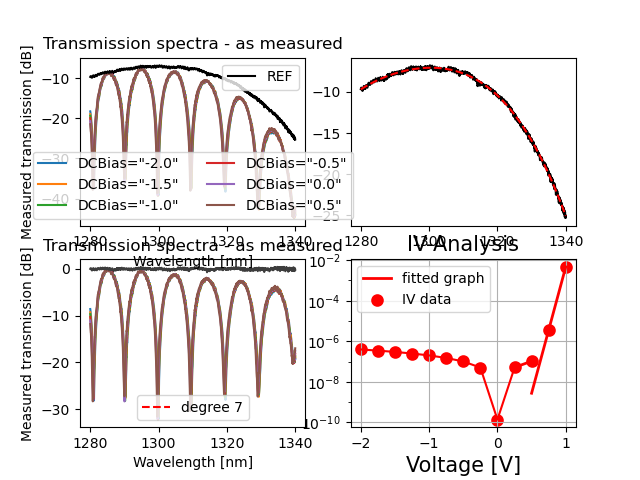 Transmission spectra - as measured
Measured transmission [dB]
−10
−20
−30
−40
REF
DCBias="-2.0"
DCBias="-1.5"
DCBias="-1.0"
DCBias="-0.5"
DCBias="0.0"
DCBias="0.5"
1280
1300
1320
1340
Wavelength [nm]
−10
−15
−20
−25
1280
1300
1320
1340
Transmission spectra - as measured
Measured transmission [dB]
0
−10
−20
−30
degree 7
1280
1300
1320
1340
Wavelength [nm]
IV Analysis
10⁻²
10⁻⁴
10⁻⁶
10⁻⁸
10⁻¹⁰
fitted graph
IV data
−2
−1
0
1
Voltage [V]